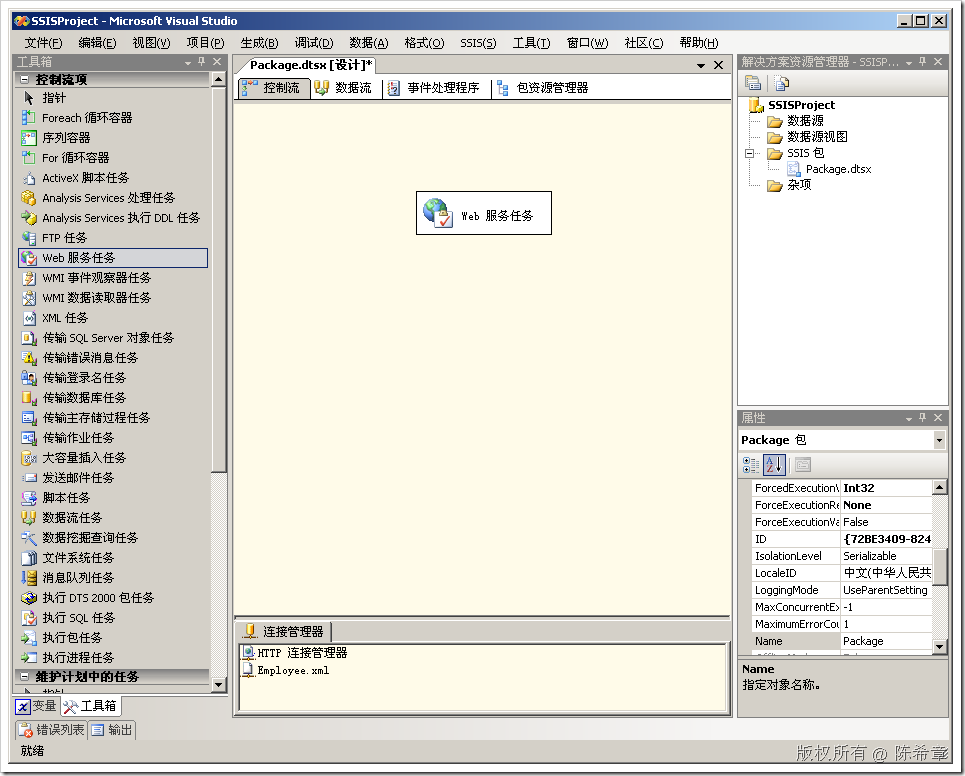 SSISProject - Microsoft Visual Studio
文件(F) 编辑(E) 视图(V) 项目(P) 生成(B) 调试(D) 数据(A) 格式(O) SSIS(S) 工具(T) 窗口(W) 社区(C) 帮助(H)
工具箱
控制流项
指针
Foreach 循环容器
序列容器
For 循环容器
ActiveX 脚本任务
Analysis Services 处理任务
Analysis Services 执行 DDL 任务
FTP 任务
Web 服务任务
WMI 事件观察器任务
WMI 数据读取器任务
XML 任务
传输 SQL Server 对象任务
传输错误消息任务
传输登录名任务
传输数据库任务
传输主存储过程任务
传输作业任务
大容量插入任务
发送邮件任务
脚本任务
数据流任务
数据挖掘查询任务
文件系统任务
消息队列任务
执行 DTS 2000 包任务
执行 SQL 任务
执行包任务
执行进程任务
维护计划中的任务
指针
变量 工具箱
错误列表 输出
就绪
Package.dtsx [设计]*
控制流 数据流 事件处理程序 包资源管理器
Web 服务任务
连接管理器
HTTP 连接管理器
Employee.xml
解决方案资源管理器 - SSISP...
SSISProject
数据源
数据源视图
SSIS 包
Package.dtsx
杂项
属性
Package 包
ForcedExecution Int32
ForceExecutionRe None
ForceExecutionVa False
ID {72BE3409-824
IsolationLevel Serializable
LocaleID 中文(中华人民共
LoggingMode UseParentSetting
MaxConcurrentEx -1
MaximumErrorCou 1
Name Package
Name
指定对象名称。
版权所有 @ 陈希章